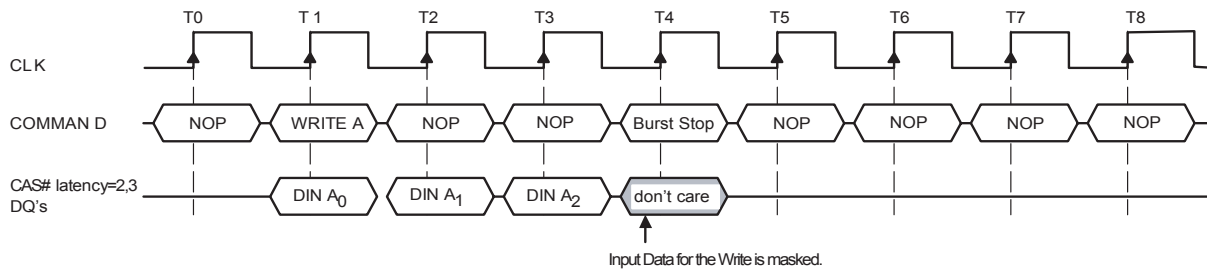 T0 T1 T2 T3 T4 T5 T6 T7 T8
CLK
COMMAN D NOP WRITE A NOP NOP Burst Stop NOP NOP NOP NOP
CAS# latency=2,3
DQ's
DIN A0 DIN A1 DIN A2 don't care
Input Data for the Write is masked.